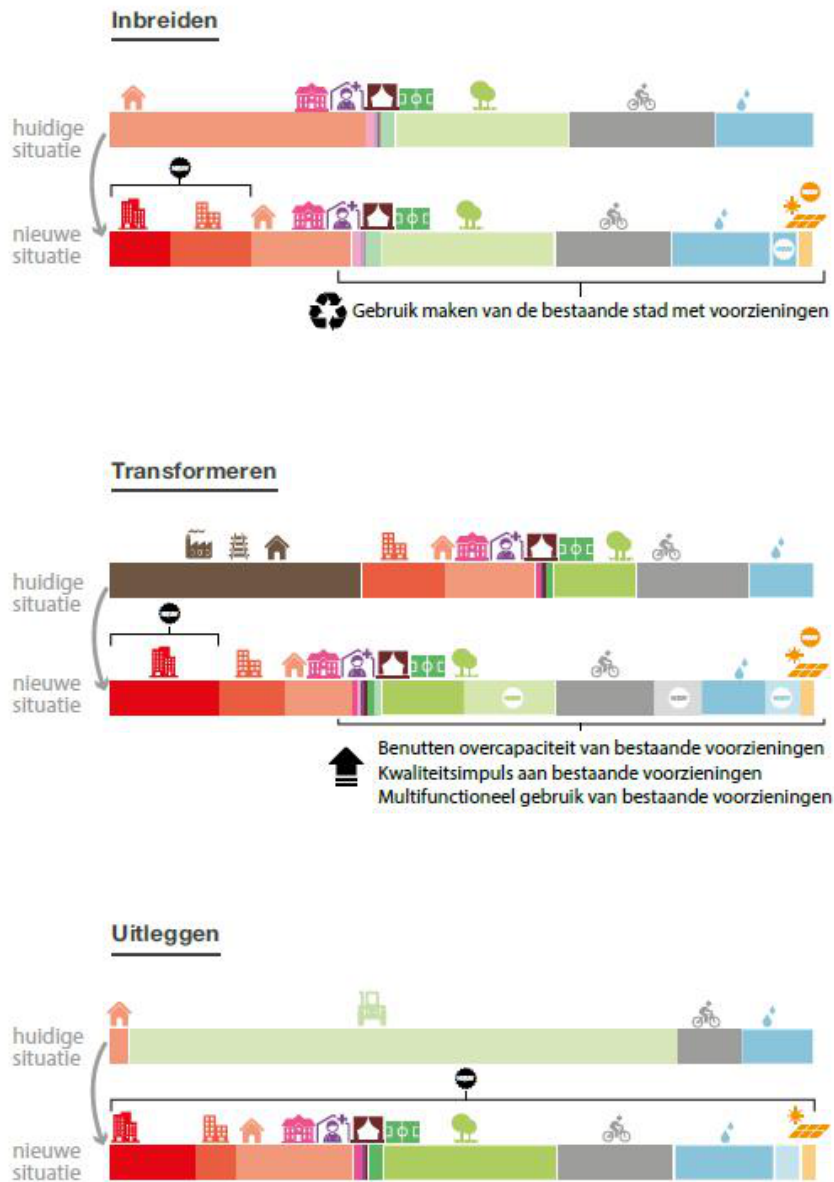 Inbreiden
huidige
situatie
nieuwe
situatie
Gebruik maken van de bestaande stad met voorzieningen
Transformeren
huidige
situatie
nieuwe
situatie
Benutten overcapaciteit van bestaande voorzieningen
Kwaliteitsimpuls aan bestaande voorzieningen
Multifunctioneel gebruik van bestaande voorzieningen
Uitleggen
huidige
situatie
nieuwe
situatie